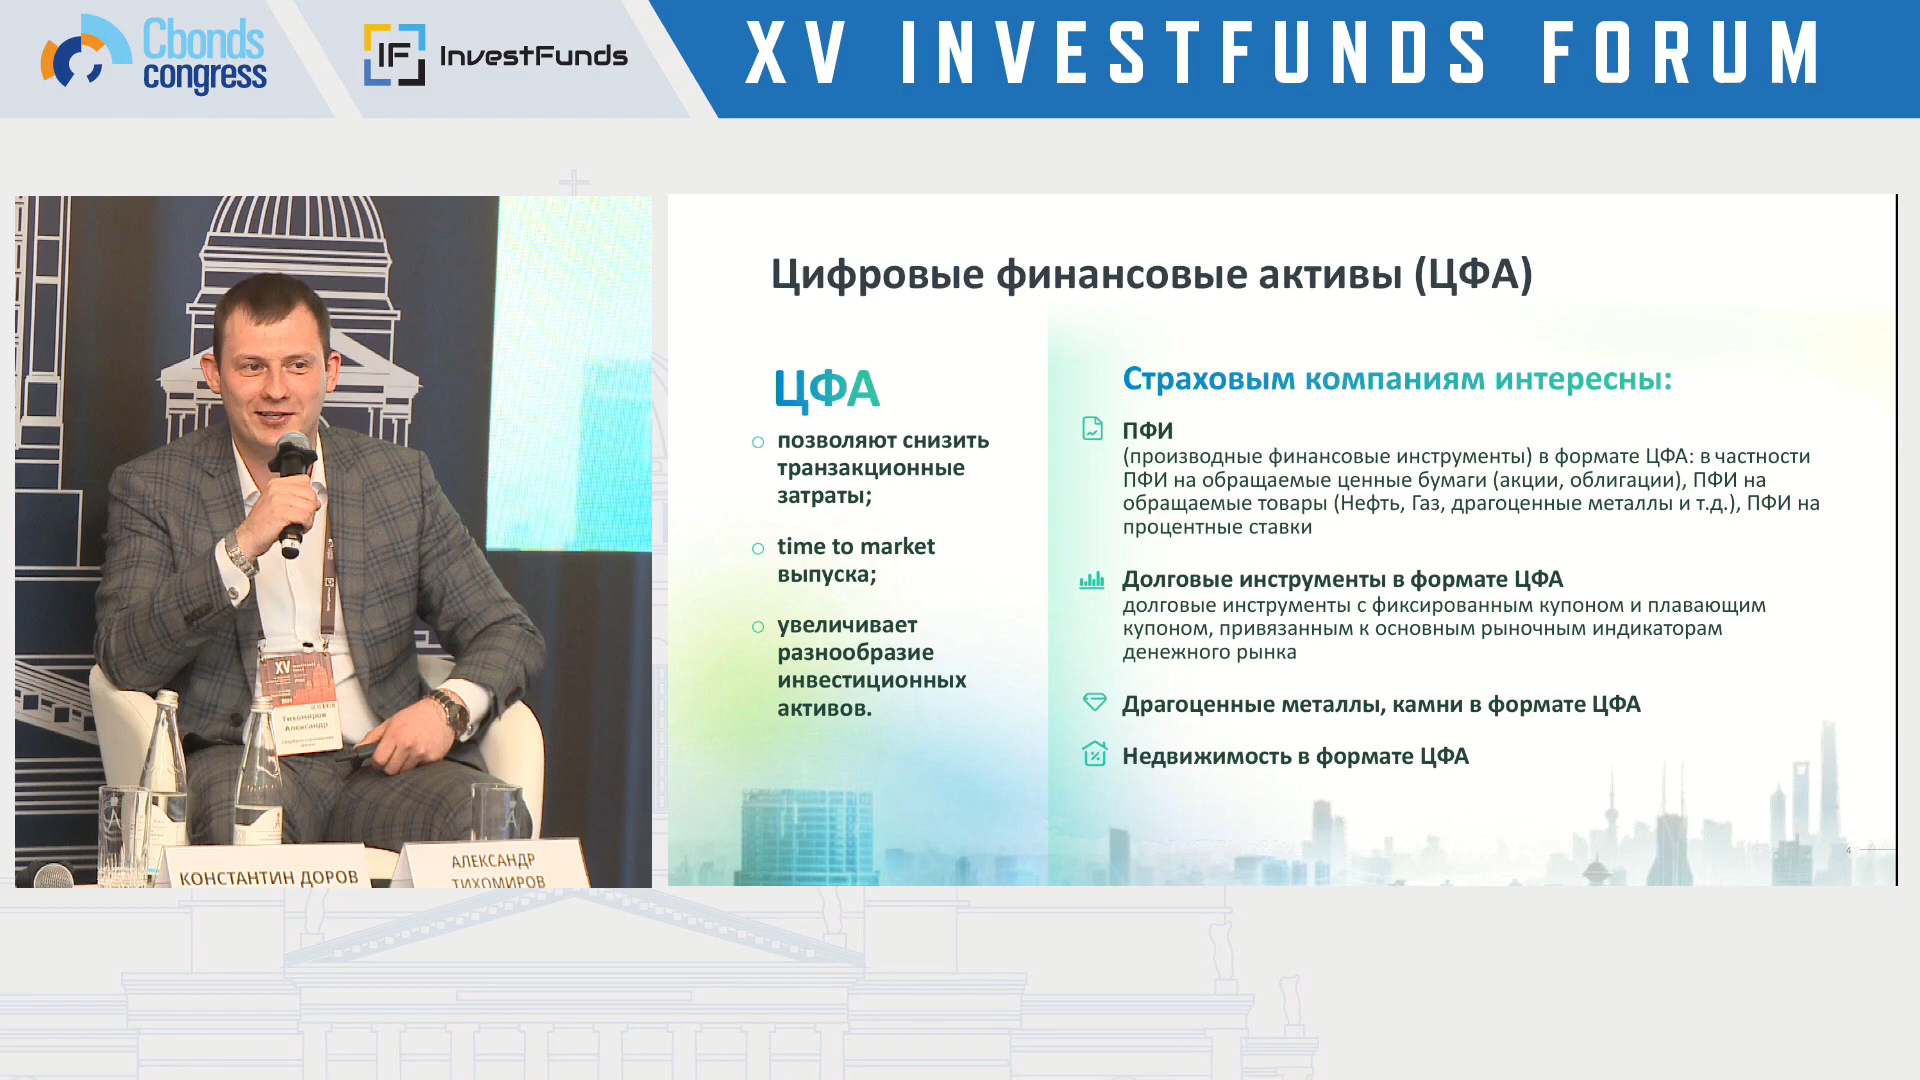 Cbonds
congress
IF InvestFunds
XV INVESTFUNDS FORUM
Цифровые финансовые активы (ЦФА)
ЦФА
позволяют снизить
транзакционные
затраты;
time to market
выпуска;
увеличивает
разнообразие
инвестиционных
активов.
Страховым компаниям интересны:
ПФИ
(производные финансовые инструменты) в формате ЦФА: в частности
ПФИ на обращаемые ценные бумаги (акции, облигации), ПФИ на
обращаемые товары (Нефть, Газ, драгоценные металлы и т.д.), ПФИ на
процентные ставки
Долговые инструменты в формате ЦФА
долговые инструменты с фиксированным купоном и плавающим
купоном, привязанным к основным рыночным индикаторам
денежного рынка
Драгоценные металлы, камни в формате ЦФА
Недвижимость в формате ЦФА
4
XV
Тихомиров
Александр
КОНСТАНТИН ДОРОВ
АЛЕКСАНДР
ТИХОМИРОВ